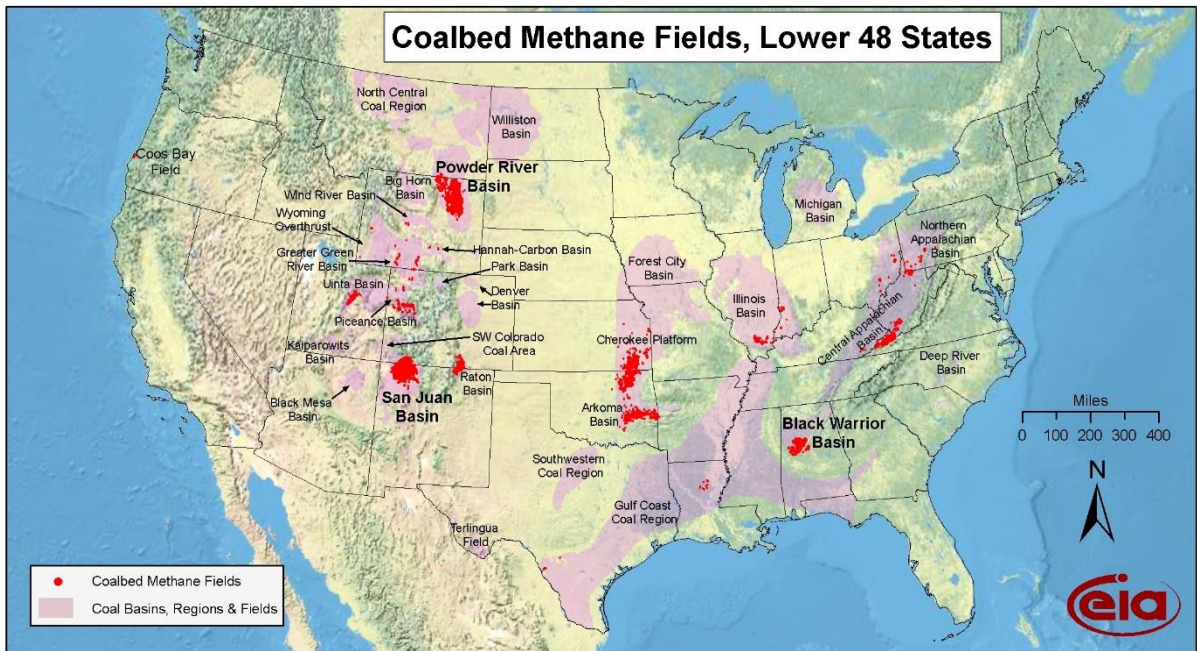 Coalbed Methane Fields, Lower 48 States
North Central
Coal Region
Williston
Basin
Coos Bay
Field
Powder River
Basin
Big Horn
Basin
Wind River Basin
Wyoming
Overthrust
Greater Green
River Basin
Hannah-Carbon Basin
Park Basin
Uinta Basin
Denver
Basin
Piceance Basin
Kaiparowits
Basin
SW Colorado
Coal Area
Black Mesa
Basin
San Juan
Basin
Raton
Basin
Michigan
Basin
Northern
Appalachian
Basin
Forest City
Basin
Illinois
Basin
Central Appalachian
Basin
Cherokee Platform
Deep River
Basin
Arkoma
Basin
Black Warrior
Basin
Southwestern
Coal Region
Gulf Coast
Coal Region
Terlingua
Field
Miles
0 100 200 300 400
N
Coalbed Methane Fields
Coal Basins, Regions & Fields
eia